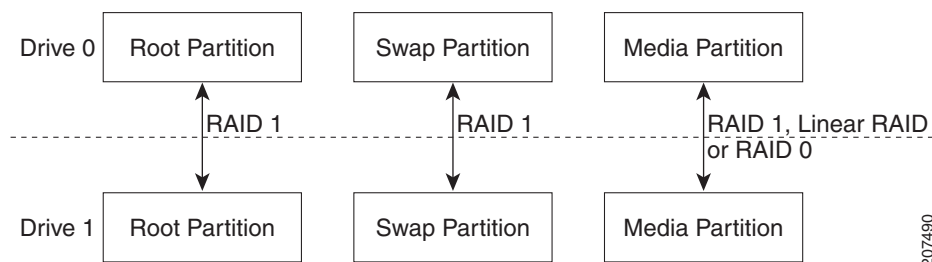 Drive 0
Root Partition
Swap Partition
Media Partition
RAID 1
RAID 1
RAID 1, Linear RAID
or RAID 0
Drive 1
Root Partition
Swap Partition
Media Partition
207490